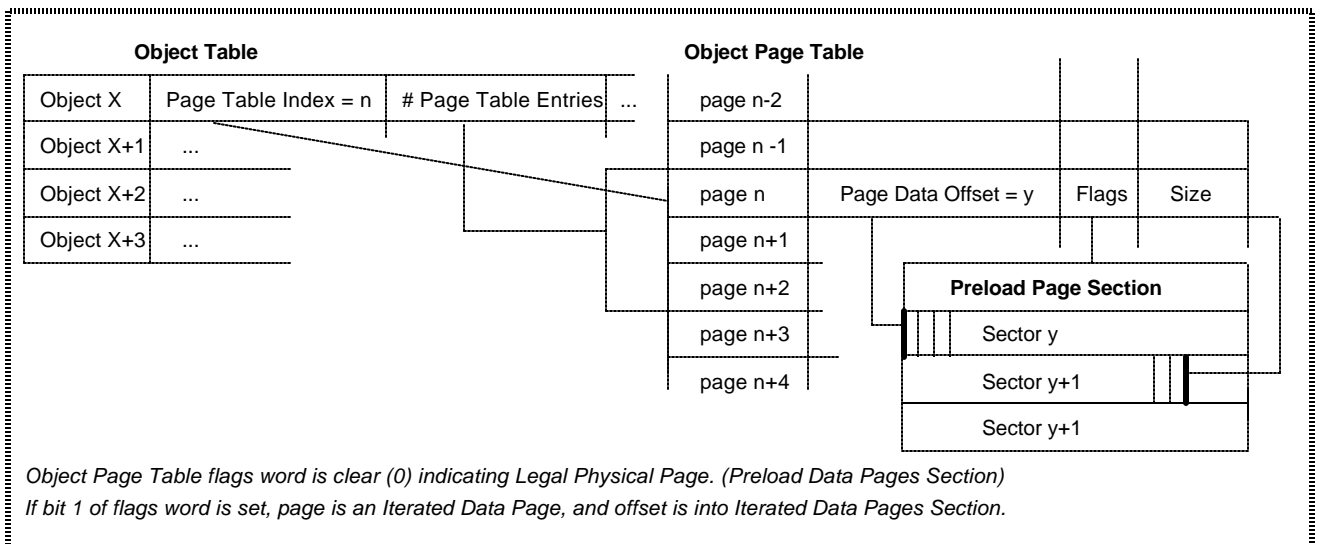 Object Table
Object Page Table
Object X Page Table Index = n # Page Table Entries ...
page n-2
Object X+1 ...
page n -1
Object X+2 ...
page n Page Data Offset = y Flags Size
Object X+3 ...
page n+1
page n+2
Preload Page Section
page n+3
Sector y
page n+4
Sector y+1
Sector y+1
Object Page Table flags word is clear (0) indicating Legal Physical Page. (Preload Data Pages Section)
If bit 1 of flags word is set, page is an Iterated Data Page, and offset is into Iterated Data Pages Section.